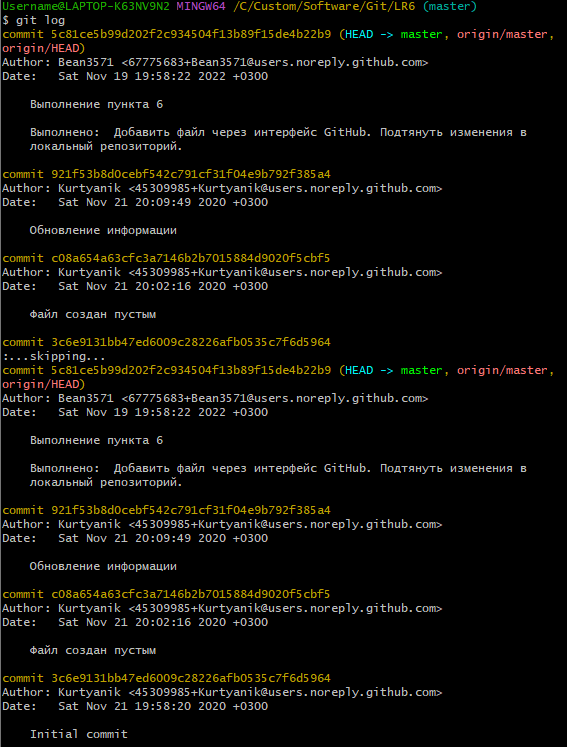 Username@LAPTOP-K63NV9N2 MINGW64 /C/Custom/Software/Git/LR6 (master)
$ git log
commit 5c81ce5b99d202f2c934504f13b89f15de4b22b9 (HEAD -> master, origin/master,
origin/HEAD)
Author: Bean3571 <67775683+Bean3571@users.noreply.github.com>
Date:   Sat Nov 19 19:58:22 2022 +0300
    Выполнение пункта 6
    Выполнено:  Добавить файл через интерфейс GitHub. Подтянуть изменения в
    локальный репозиторий.
commit 921f53b8d0cebf542c791cf31f04e9b792f385a4
Author: Kurtyanik <45309985+Kurtyanik@users.noreply.github.com>
Date:   Sat Nov 21 20:09:49 2020 +0300
    Обновление информации
commit c08a654a63cfc3a7146b2b7015884d9020f5cbf5
Author: Kurtyanik <45309985+Kurtyanik@users.noreply.github.com>
Date:   Sat Nov 21 20:02:16 2020 +0300
    Файл создан пустым
commit 3c6e9131bb47ed6009c28226afb0535c7f6d5964
:...skipping...
commit 5c81ce5b99d202f2c934504f13b89f15de4b22b9 (HEAD -> master, origin/master,
origin/HEAD)
Author: Bean3571 <67775683+Bean3571@users.noreply.github.com>
Date:   Sat Nov 19 19:58:22 2022 +0300
    Выполнение пункта 6
    Выполнено:  Добавить файл через интерфейс GitHub. Подтянуть изменения в
    локальный репозиторий.
commit 921f53b8d0cebf542c791cf31f04e9b792f385a4
Author: Kurtyanik <45309985+Kurtyanik@users.noreply.github.com>
Date:   Sat Nov 21 20:09:49 2020 +0300
    Обновление информации
commit c08a654a63cfc3a7146b2b7015884d9020f5cbf5
Author: Kurtyanik <45309985+Kurtyanik@users.noreply.github.com>
Date:   Sat Nov 21 20:02:16 2020 +0300
    Файл создан пустым
commit 3c6e9131bb47ed6009c28226afb0535c7f6d5964
Author: Kurtyanik <45309985+Kurtyanik@users.noreply.github.com>
Date:   Sat Nov 21 19:58:20 2020 +0300
    Initial commit